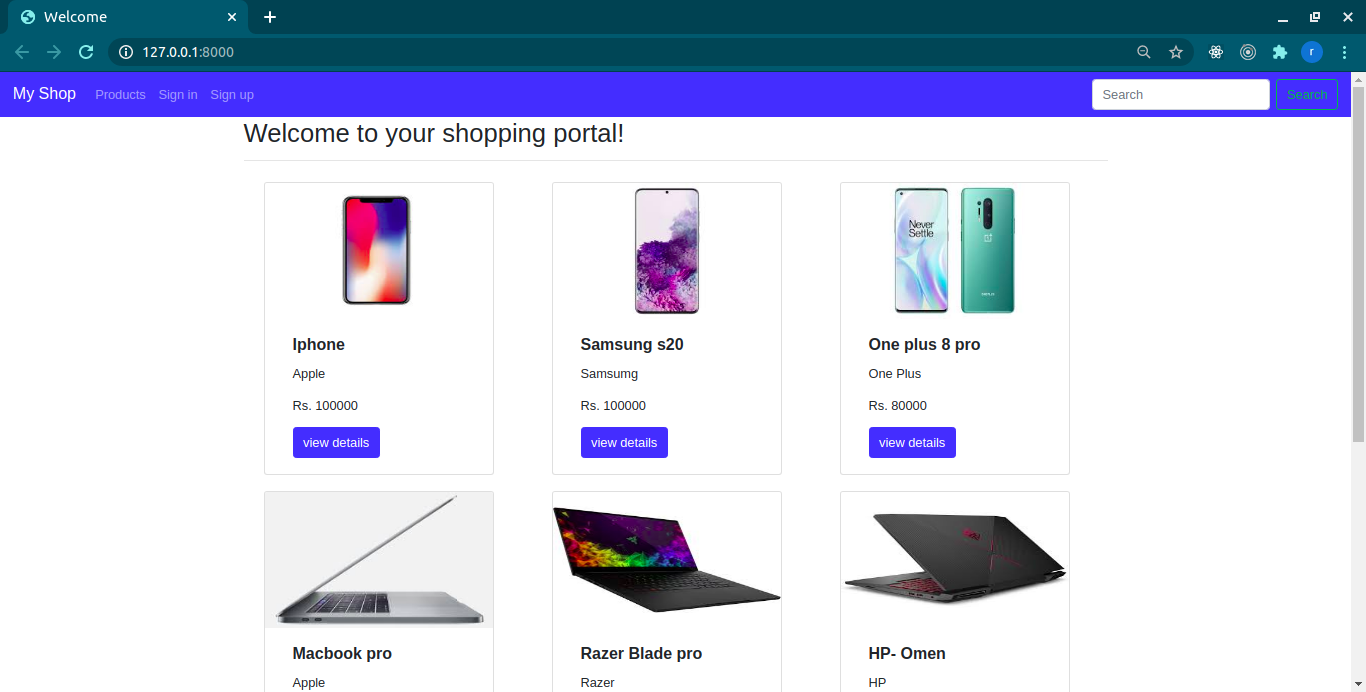 Welcome
127.0.0.1:8000
r
My Shop Products Sign in Sign up Search Search
Welcome to your shopping portal!
Never
Settle
Iphone
Apple
Rs. 100000
view details
Samsung s20
Samsumg
Rs. 100000
view details
One plus 8 pro
One Plus
Rs. 80000
view details
Macbook pro
Apple
Razer Blade pro
Razer
HP- Omen
HP